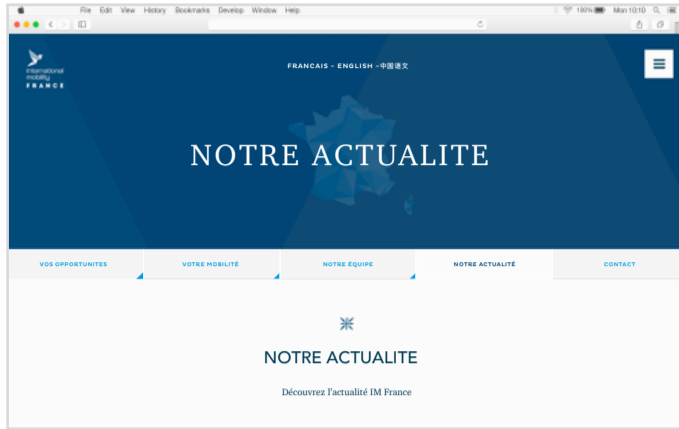 File Edit View History Bookmarks Develop Window Help
100% Mon 10:10
international
mobility
FRANCE
FRANCAIS - ENGLISH -中国语文
NOTRE ACTUALITE
VOS OPPORTUNITES
VOTRE MOBILITÉ
NOTRE ÉQUIPE
NOTRE ACTUALITÉ
CONTACT
NOTRE ACTUALITE
Découvrez l'actualité IM France